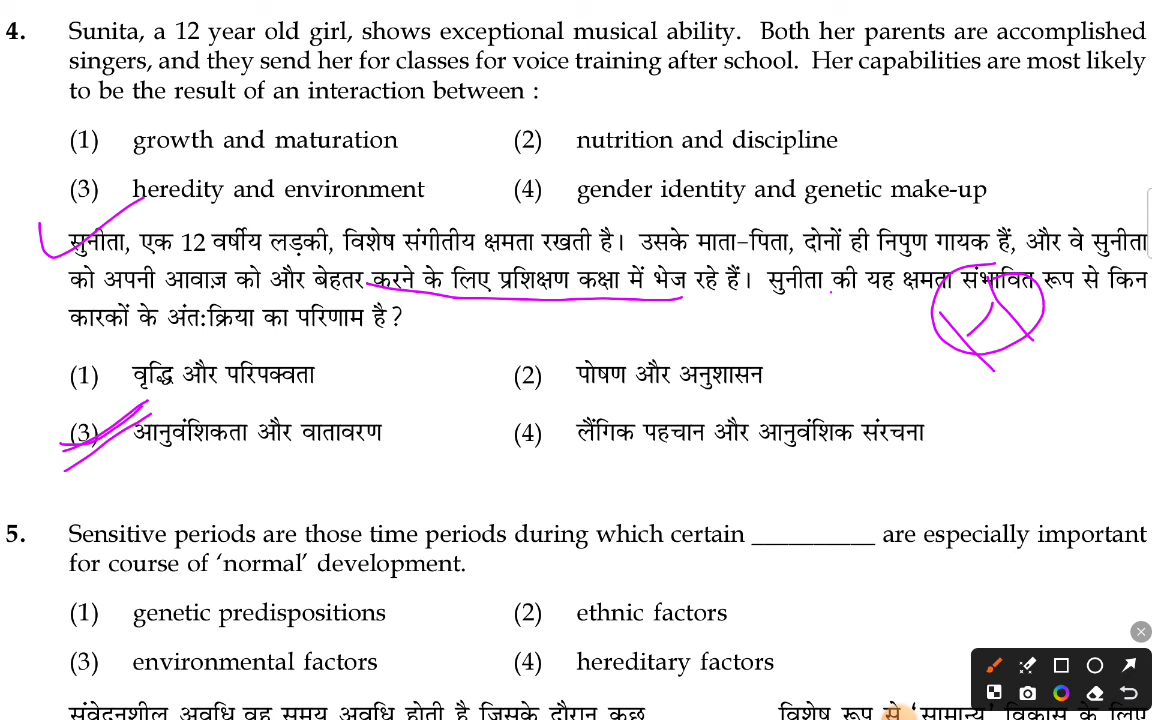 4. Sunita, a 12 year old girl, shows exceptional musical ability. Both her parents are accomplished
singers, and they send her for classes for voice training after school. Her capabilities are most likely
to be the result of an interaction between :
(1) growth and maturation (2) nutrition and discipline
(3) heredity and environment (4) gender identity and genetic make-up
सुनीता, एक 12 वर्षीय लड़की, विशेष संगीतीय क्षमता रखती है। उसके माता-पिता, दोनों ही निपुण गायक हैं, और वे सुनीता
को अपनी आवाज़ को और बेहतर करने के लिए प्रशिक्षण कक्षा में भेज रहे हैं। सुनीता की यह क्षमता संभावित रूप से किन
कारकों के अंत:क्रिया का परिणाम है ?
(1) वृद्धि और परिपक्वता (2) पोषण और अनुशासन
(3) आनुवंशिकता और वातावरण (4) लैंगिक पहचान और आनुवंशिक संरचना
5. Sensitive periods are those time periods during which certain __________ are especially important
for course of ‘normal’ development.
(1) genetic predispositions (2) ethnic factors
(3) environmental factors (4) hereditary factors
संवेदनशील अवधि वह समय अवधि होती है जिसके दौरान कुछ विशेष रूप से ‘सामान्य’ विकास के लिए